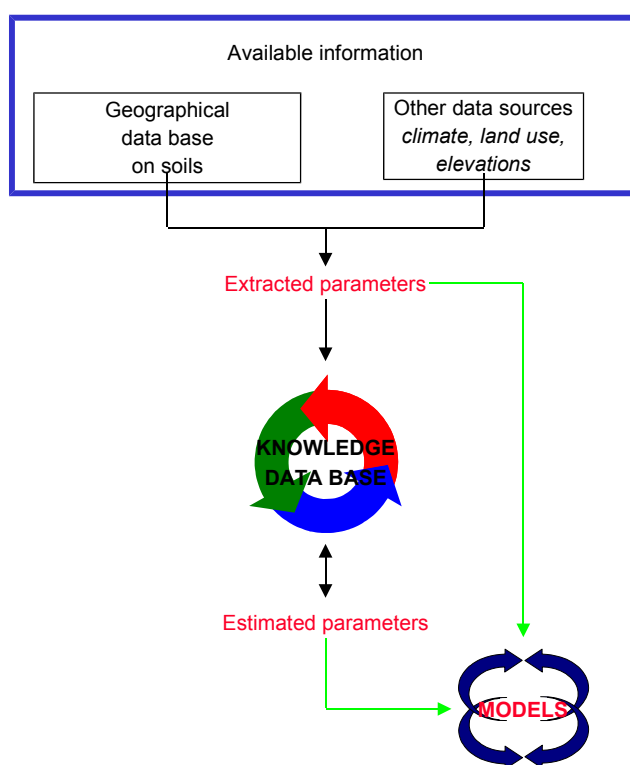 Available information
Geographical
data base
on soils
Other data sources
climate, land use,
elevations
Extracted parameters
KNOWLEDGE
DATA BASE
Estimated parameters
MODELS